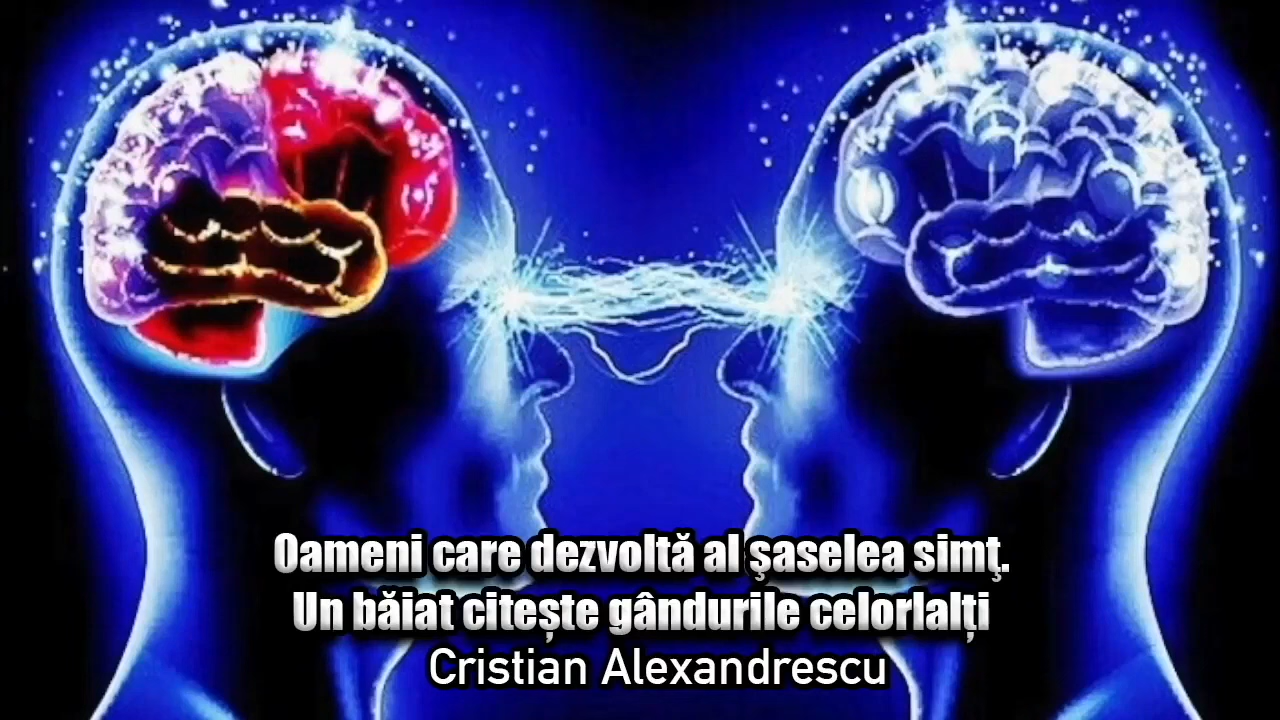 Oameni care dezvoltă al şaselea simţ.
Un băiat citește gândurile celorlalți
Cristian Alexandrescu